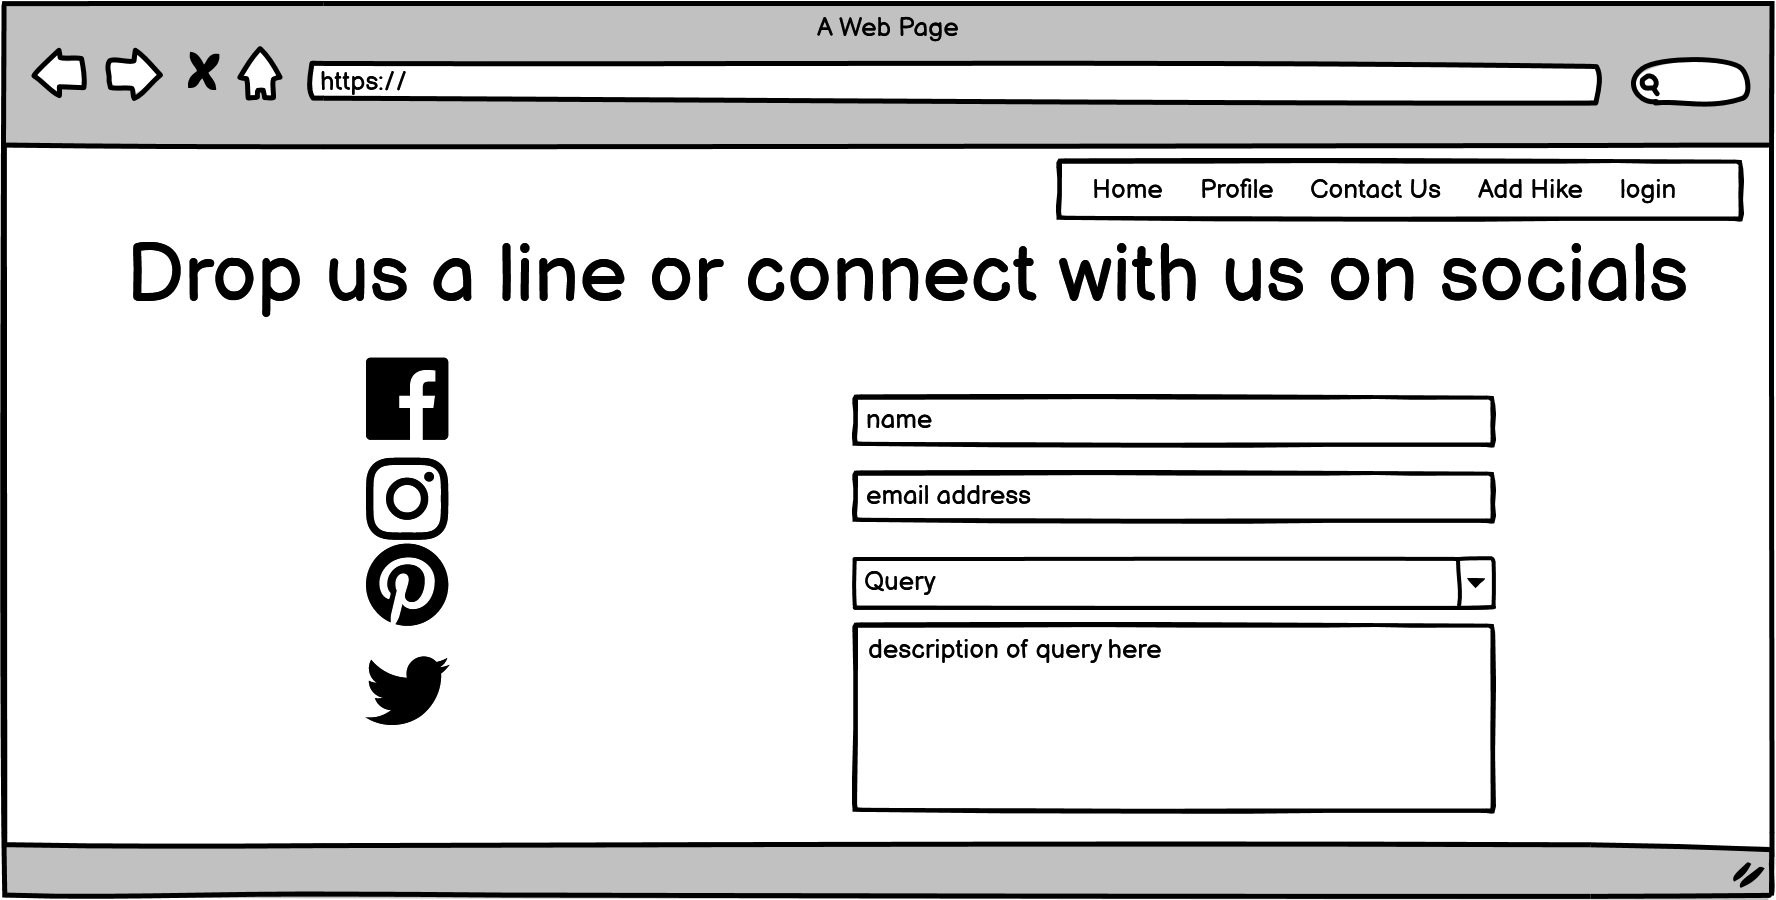 A Web Page
https://
Home Profile Contact Us Add Hike login
Drop us a line or connect with us on socials
name
email address
Query
description of query here